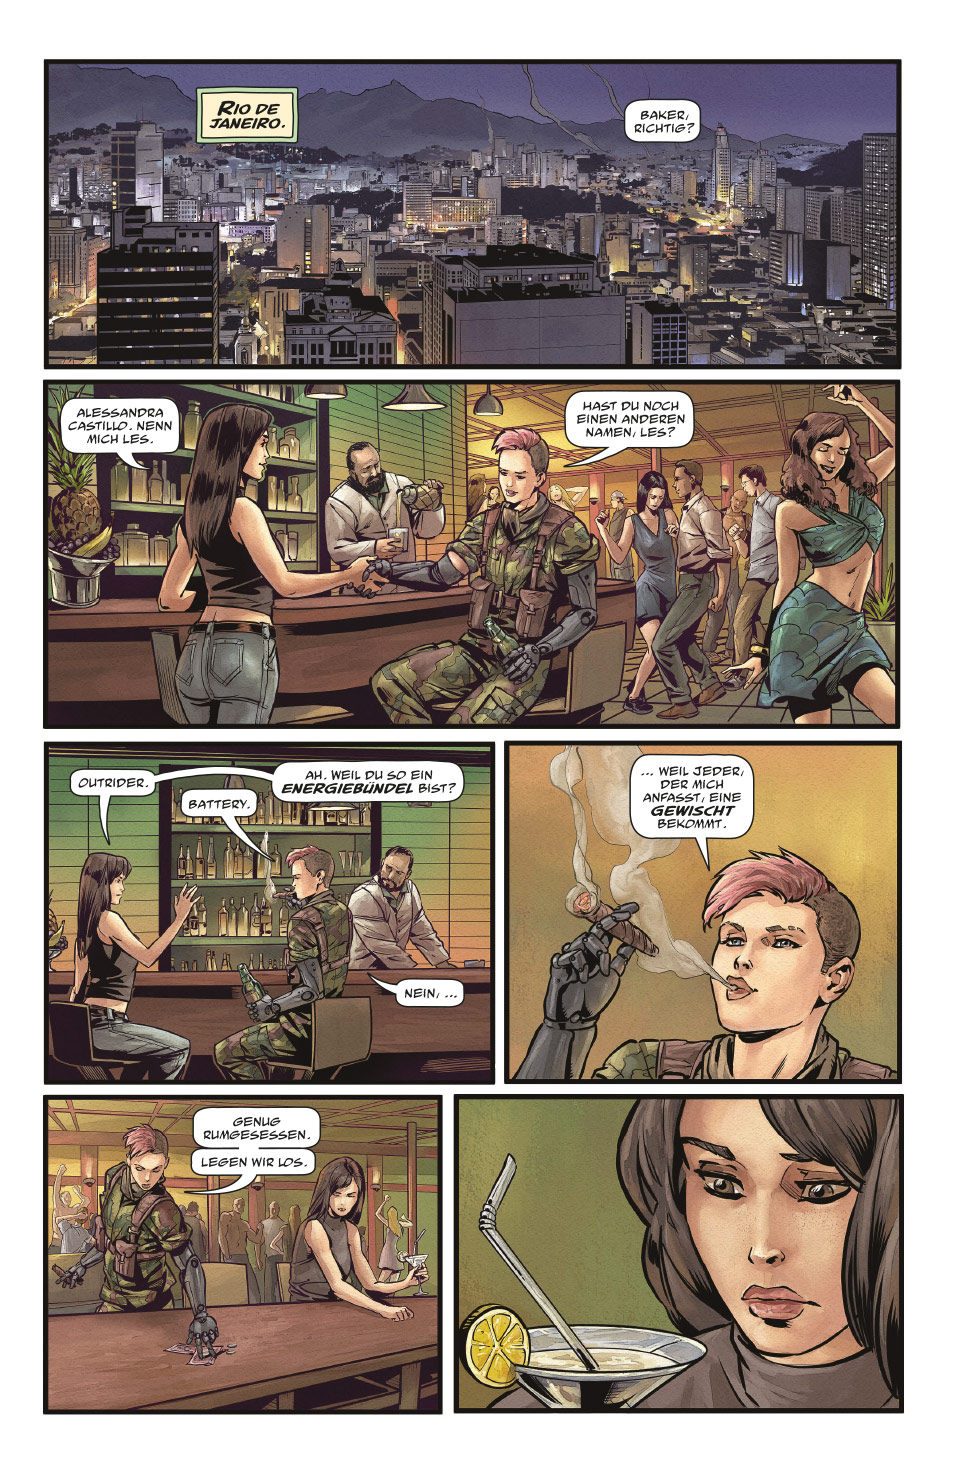 RIO DE
JANEIRO.
BAKER,
RICHTIG?
ALESSANDRA
CASTILLO. NENN
MICH LES.
HAST DU NOCH
EINEN ANDEREN
NAMEN, LES?
OUTRIDER.
BATTERY.
AH. WEIL DU SO EIN
ENERGIEBÜNDEL BIST?
NEIN, ...
... WEIL JEDER,
DER MICH
ANFASST, EINE
GEWISCHT
BEKOMMT.
GENUG
RUMGESESSEN.
LEGEN WIR LOS.